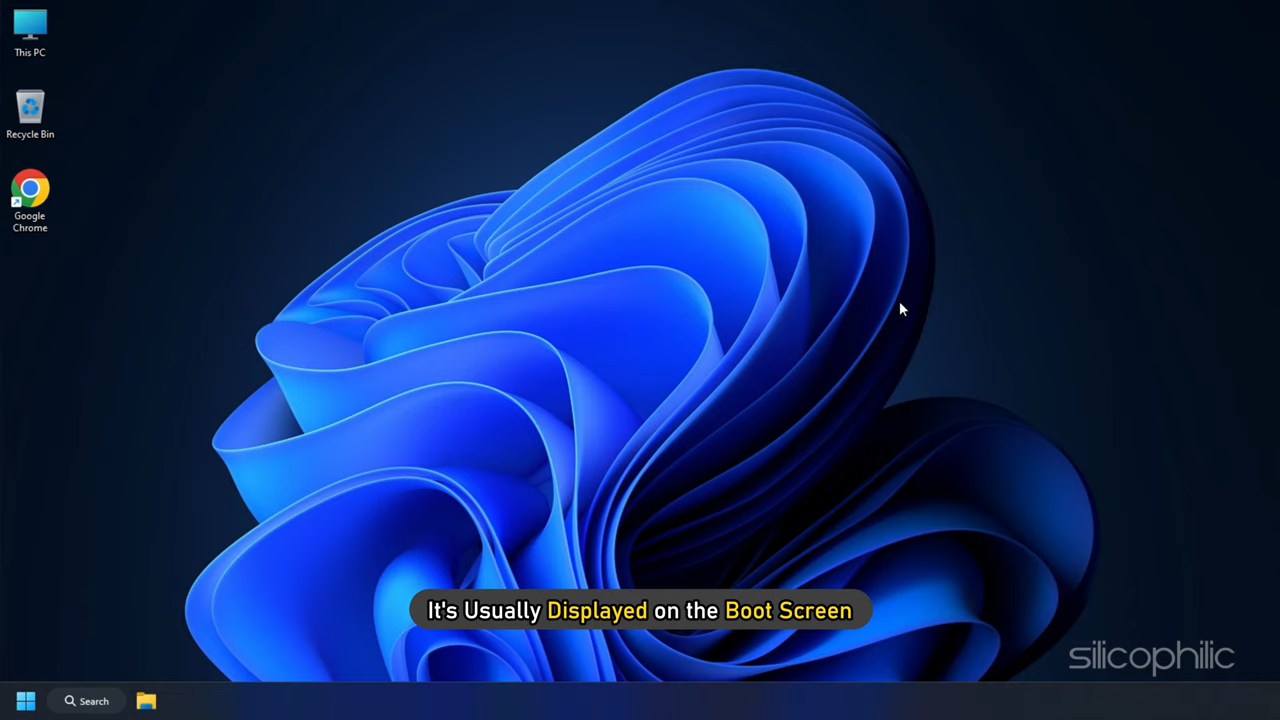 This PC
Recycle Bin
Google
Chrome
It's Usually Displayed on the Boot Screen
silicophilic
Search